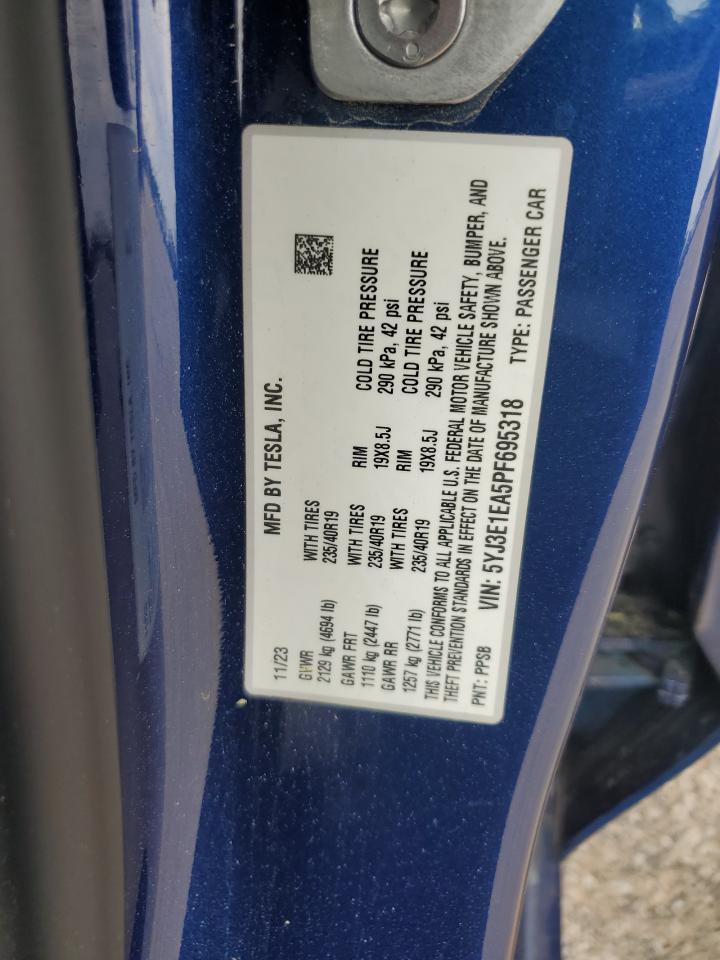 MFD BY TESLA, INC.
11/23
GVWR WITH TIRES RIM COLD TIRE PRESSURE
2129 kg (4694 lb) 235/40R19
GAWR FRT WITH TIRES RIM COLD TIRE PRESSURE
1110 kg (2447 lb) 235/40R19 19X8.5J 290 kPa, 42 psi
GAWR RR WITH TIRES RIM COLD TIRE PRESSURE
1257 kg (2771 lb) 235/40R19 19X8.5J 290 kPa, 42 psi
THIS VEHICLE CONFORMS TO ALL APPLICABLE U.S. FEDERAL MOTOR VEHICLE SAFETY, BUMPER, AND
THEFT PREVENTION STANDARDS IN EFFECT ON THE DATE OF MANUFACTURE SHOWN ABOVE.
PNT: PPSB VIN: 5YJ3E1EA5PF695318 TYPE: PASSENGER CAR